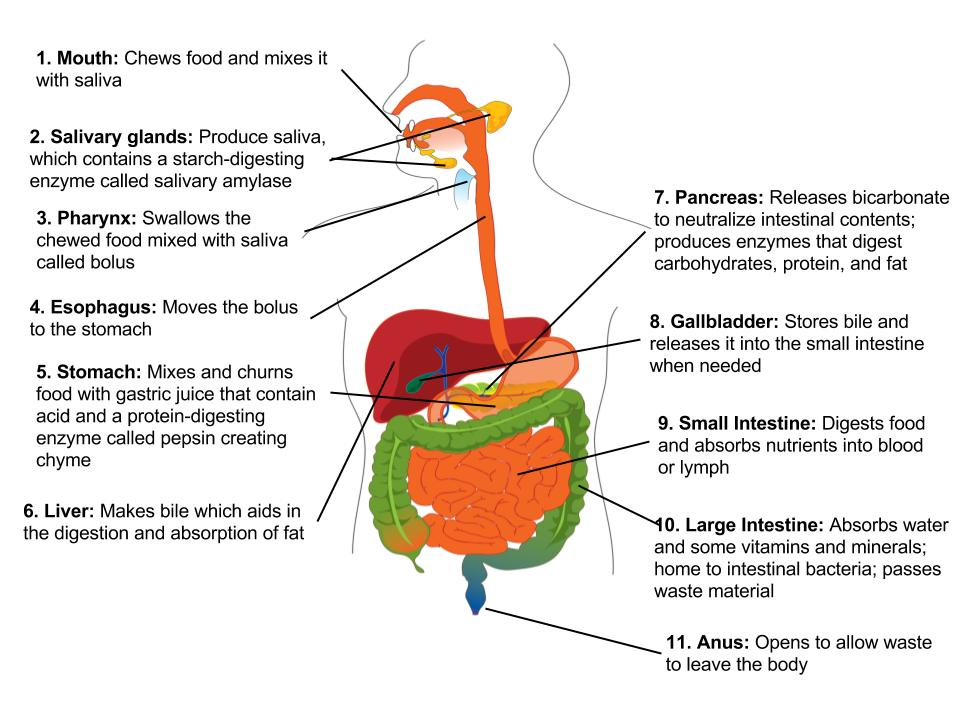 1. Mouth: Chews food and mixes it
with saliva
2. Salivary glands: Produce saliva,
which contains a starch-digesting
enzyme called salivary amylase
3. Pharynx: Swallows the
chewed food mixed with saliva
called bolus
4. Esophagus: Moves the bolus
to the stomach
5. Stomach: Mixes and churns
food with gastric juice that contain
acid and a protein-digesting
enzyme called pepsin creating
chyme
6. Liver: Makes bile which aids in
the digestion and absorption of fat
7. Pancreas: Releases bicarbonate
to neutralize intestinal contents;
produces enzymes that digest
carbohydrates, protein, and fat
8. Gallbladder: Stores bile and
releases it into the small intestine
when needed
9. Small Intestine: Digests food
and absorbs nutrients into blood
or lymph
10. Large Intestine: Absorbs water
and some vitamins and minerals;
home to intestinal bacteria; passes
waste material
11. Anus: Opens to allow waste
to leave the body